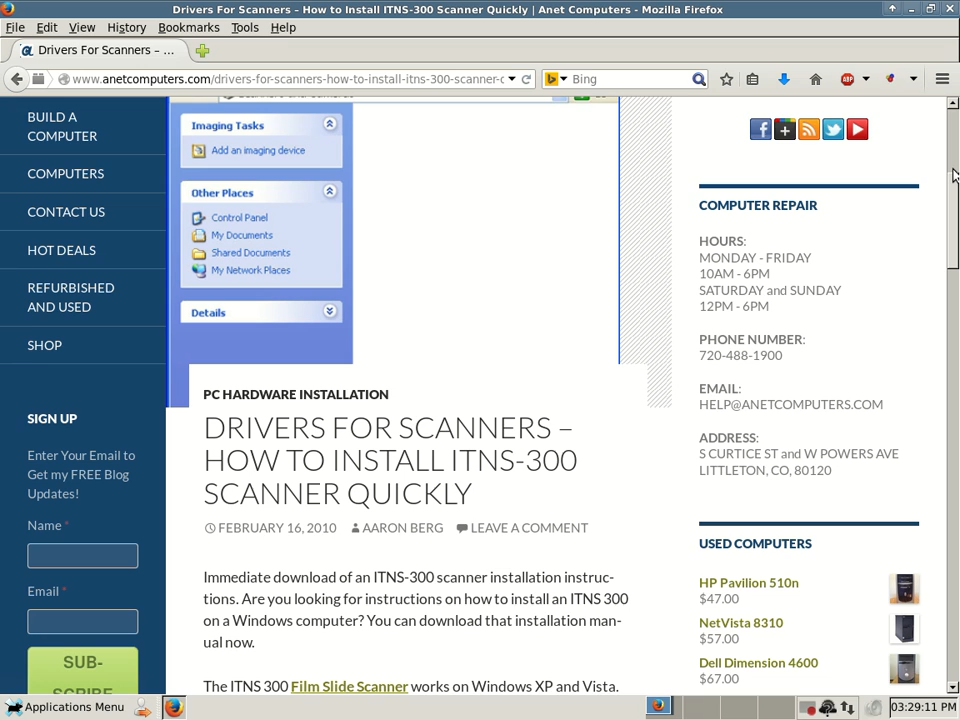 Drivers For Scanners – How to Install ITNS-300 Scanner Quickly | Anet Computers - Mozilla Firefox
File Edit View History Bookmarks Tools Help
Drivers For Scanners – ...
www.anetcomputers.com/drivers-for-scanners-how-to-install-itns-300-scanner-c
Bing
ABP
BUILD A
COMPUTER
COMPUTERS
CONTACT US
HOT DEALS
REFURBISHED
AND USED
SHOP
SIGN UP
Enter Your Email to
Get my FREE Blog
Updates!
Name *
Email *
SUB-
SCRIBE
Imaging Tasks
Add an imaging device
Other Places
Control Panel
My Documents
Shared Documents
My Network Places
Details
PC HARDWARE INSTALLATION
DRIVERS FOR SCANNERS –
HOW TO INSTALL ITNS-300
SCANNER QUICKLY
FEBRUARY 16, 2010 AARON BERG LEAVE A COMMENT
Immediate download of an ITNS-300 scanner installation instruc-
tions. Are you looking for instructions on how to install an ITNS 300
on a Windows computer? You can download that installation man-
ual now.
The ITNS 300 Film Slide Scanner works on Windows XP and Vista.
COMPUTER REPAIR
HOURS:
MONDAY - FRIDAY
10AM - 6PM
SATURDAY and SUNDAY
12PM - 6PM
PHONE NUMBER:
720-488-1900
EMAIL:
HELP@ANETCOMPUTERS.COM
ADDRESS:
S CURTICE ST and W POWERS AVE
LITTLETON, CO, 80120
USED COMPUTERS
HP Pavilion 510n
$47.00
NetVista 8310
$57.00
Dell Dimension 4600
$67.00
Applications Menu
03:29:11 PM